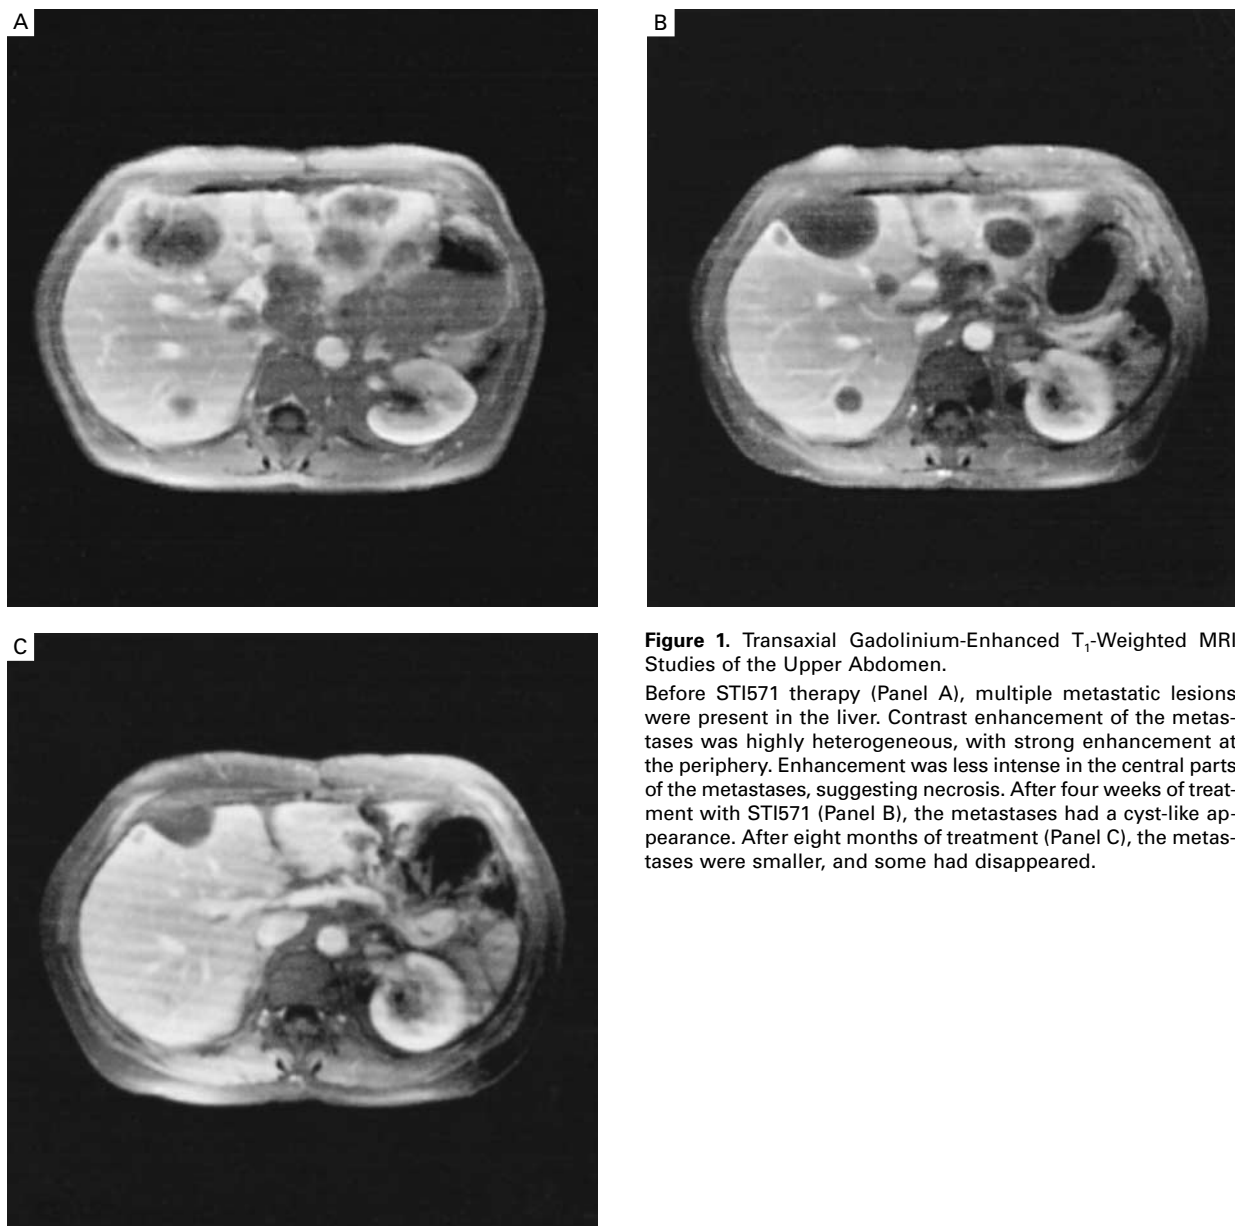 A
B
C
Figure 1. Transaxial Gadolinium-Enhanced T₁-Weighted MRI
Studies of the Upper Abdomen.
Before STI571 therapy (Panel A), multiple metastatic lesions
were present in the liver. Contrast enhancement of the metas-
tases was highly heterogeneous, with strong enhancement at
the periphery. Enhancement was less intense in the central parts
of the metastases, suggesting necrosis. After four weeks of treat-
ment with STI571 (Panel B), the metastases had a cyst-like ap-
pearance. After eight months of treatment (Panel C), the metas-
tases were smaller, and some had disappeared.